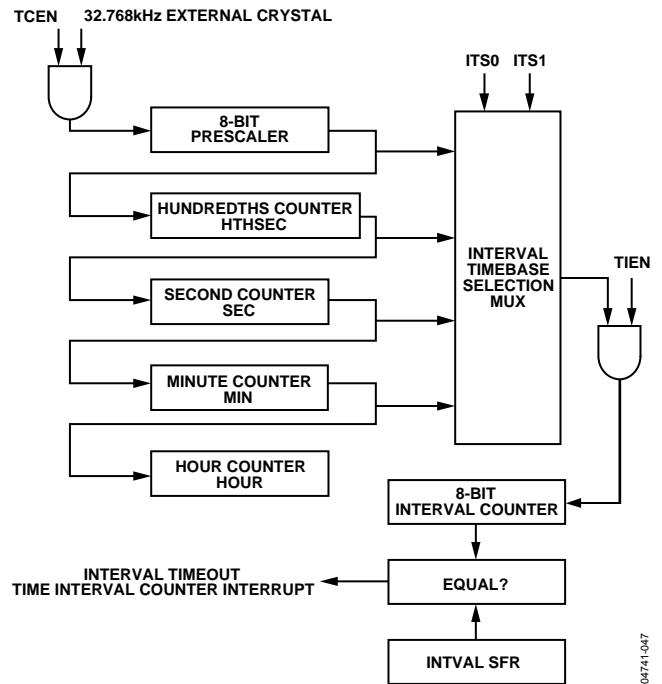 TCEN 32.768kHz EXTERNAL CRYSTAL
ITS0 ITS1
8-BIT
PRESCALER
HUNDREDTHS COUNTER
HTHSEC
INTERVAL
TIMEBASE
SELECTION
MUX
TIEN
SECOND COUNTER
SEC
MINUTE COUNTER
MIN
HOUR COUNTER
HOUR
8-BIT
INTERVAL COUNTER
INTERVAL TIMEOUT
TIME INTERVAL COUNTER INTERRUPT
EQUAL?
INTVAL SFR
04741-047